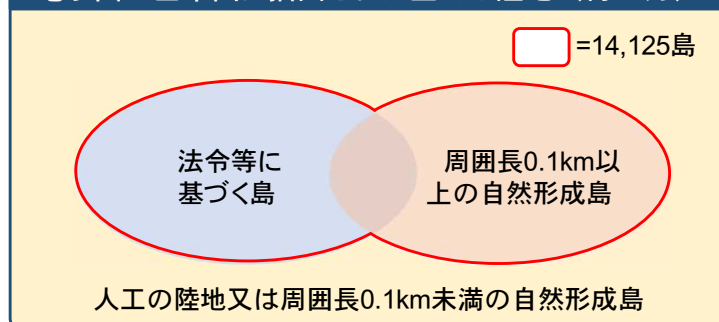 =14,125島
法令等に
基づく島
周囲長0.1km以
上の自然形成島
人工の陸地又は周囲長0.1km未満の自然形成島